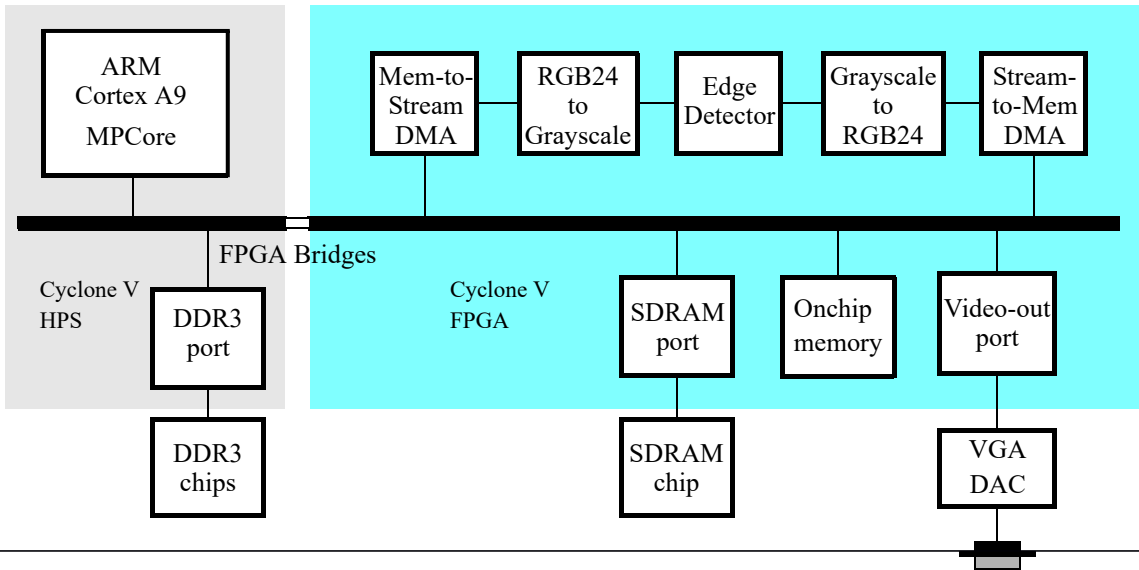 ARM
Cortex A9
MPCore
Mem-to-
Stream
DMA
RGB24
to
Grayscale
Edge
Detector
Grayscale
to
RGB24
Stream-
to-Mem
DMA
FPGA Bridges
Cyclone V
HPS
DDR3
port
Cyclone V
FPGA
SDRAM
port
Onchip
memory
Video-out
port
DDR3
chips
SDRAM
chip
VGA
DAC